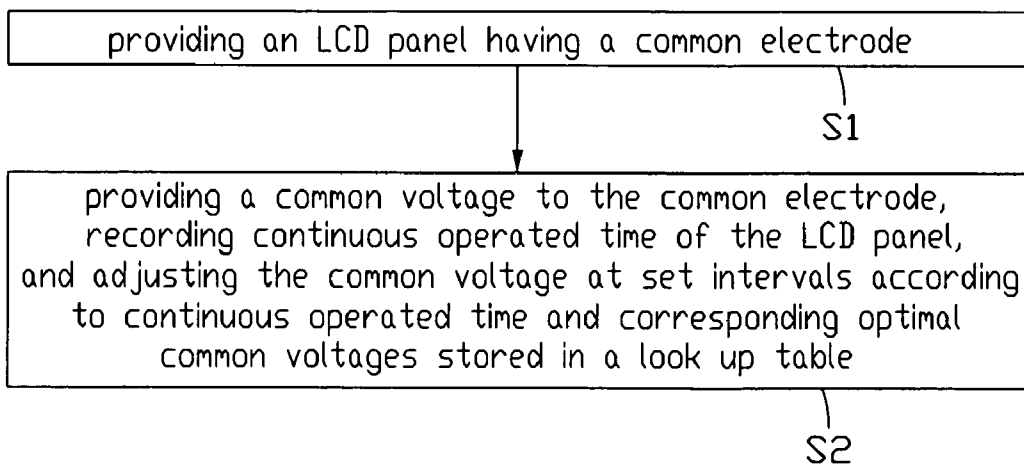 providing an LCD panel having a common electrode
S1
providing a common voltage to the common electrode,
recording continuous operated time of the LCD panel,
and adjusting the common voltage at set intervals according
to continuous operated time and corresponding optimal
common voltages stored in a look up table
S2